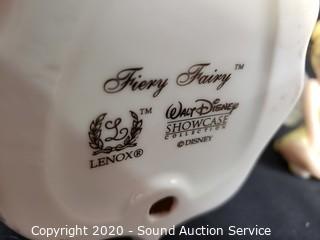 Fiery Fairy™
L ™
LENOX®
WALT DISNEY
SHOWCASE
COLLECTION
© DISNEY
Copyright 2020 - Sound Auction Service